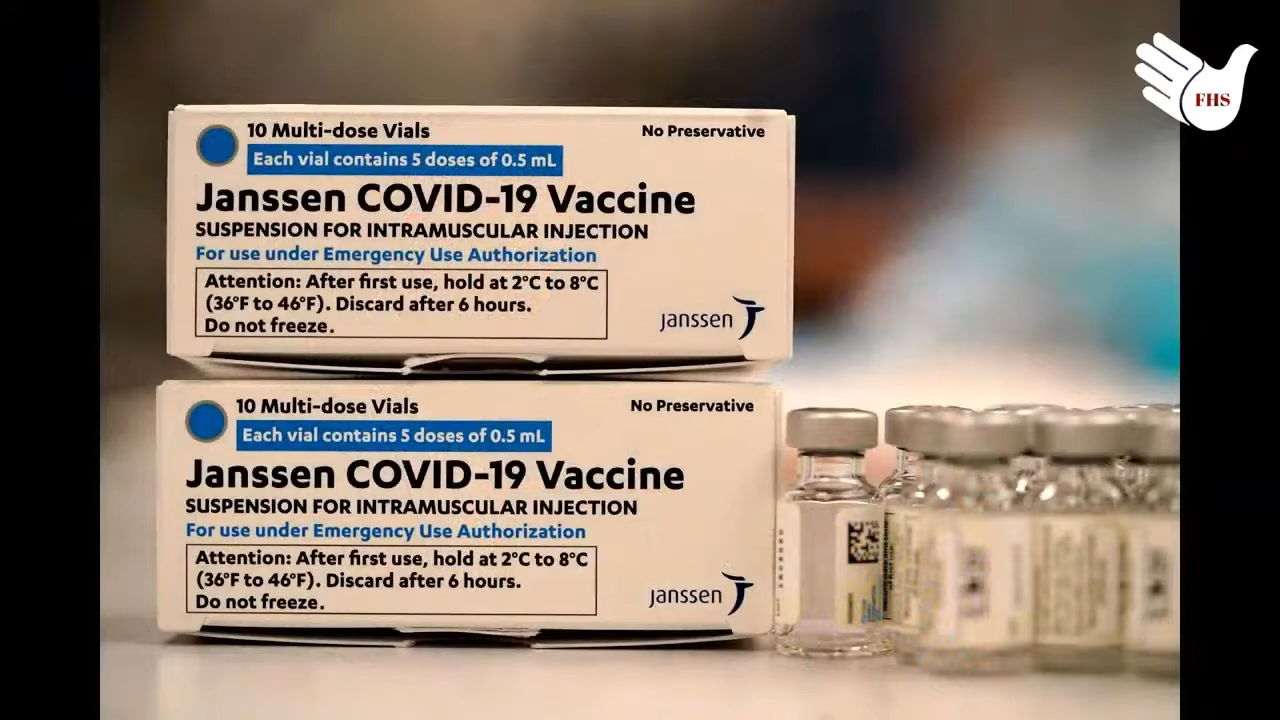 FHS
10 Multi-dose Vials
No Preservative
Each vial contains 5 doses of 0.5 mL
Janssen COVID-19 Vaccine
SUSPENSION FOR INTRAMUSCULAR INJECTION
For use under Emergency Use Authorization
Attention: After first use, hold at 2°C to 8°C
(36°F to 46°F). Discard after 6 hours.
Do not freeze.
janssen
10 Multi-dose Vials
No Preservative
Each vial contains 5 doses of 0.5 mL
Janssen COVID-19 Vaccine
SUSPENSION FOR INTRAMUSCULAR INJECTION
For use under Emergency Use Authorization
Attention: After first use, hold at 2°C to 8°C
(36°F to 46°F). Discard after 6 hours.
Do not freeze.
janssen